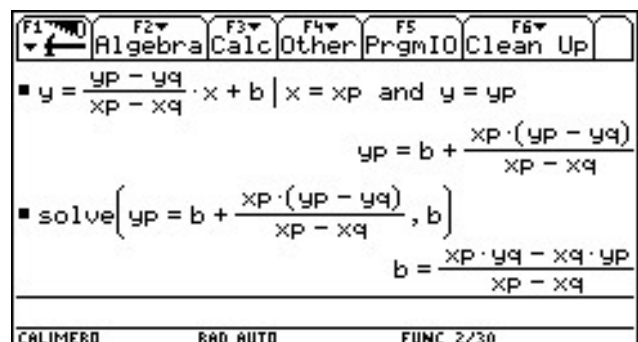 F1 F2 F3 F4 F5 F6
Algebra Calc Other PrgmIO Clean Up
▪ y = (yp − yq)/(xp − xq) · x + b | x = xp and y = yp
yp = b + xp·(yp − yq)/(xp − xq)
▪ solve(yp = b + xp·(yp − yq)/(xp − xq), b)
b = (xp·yq − xq·yp)/(xp − xq)
CALIMERO RAD AUTO FUNC 2/30